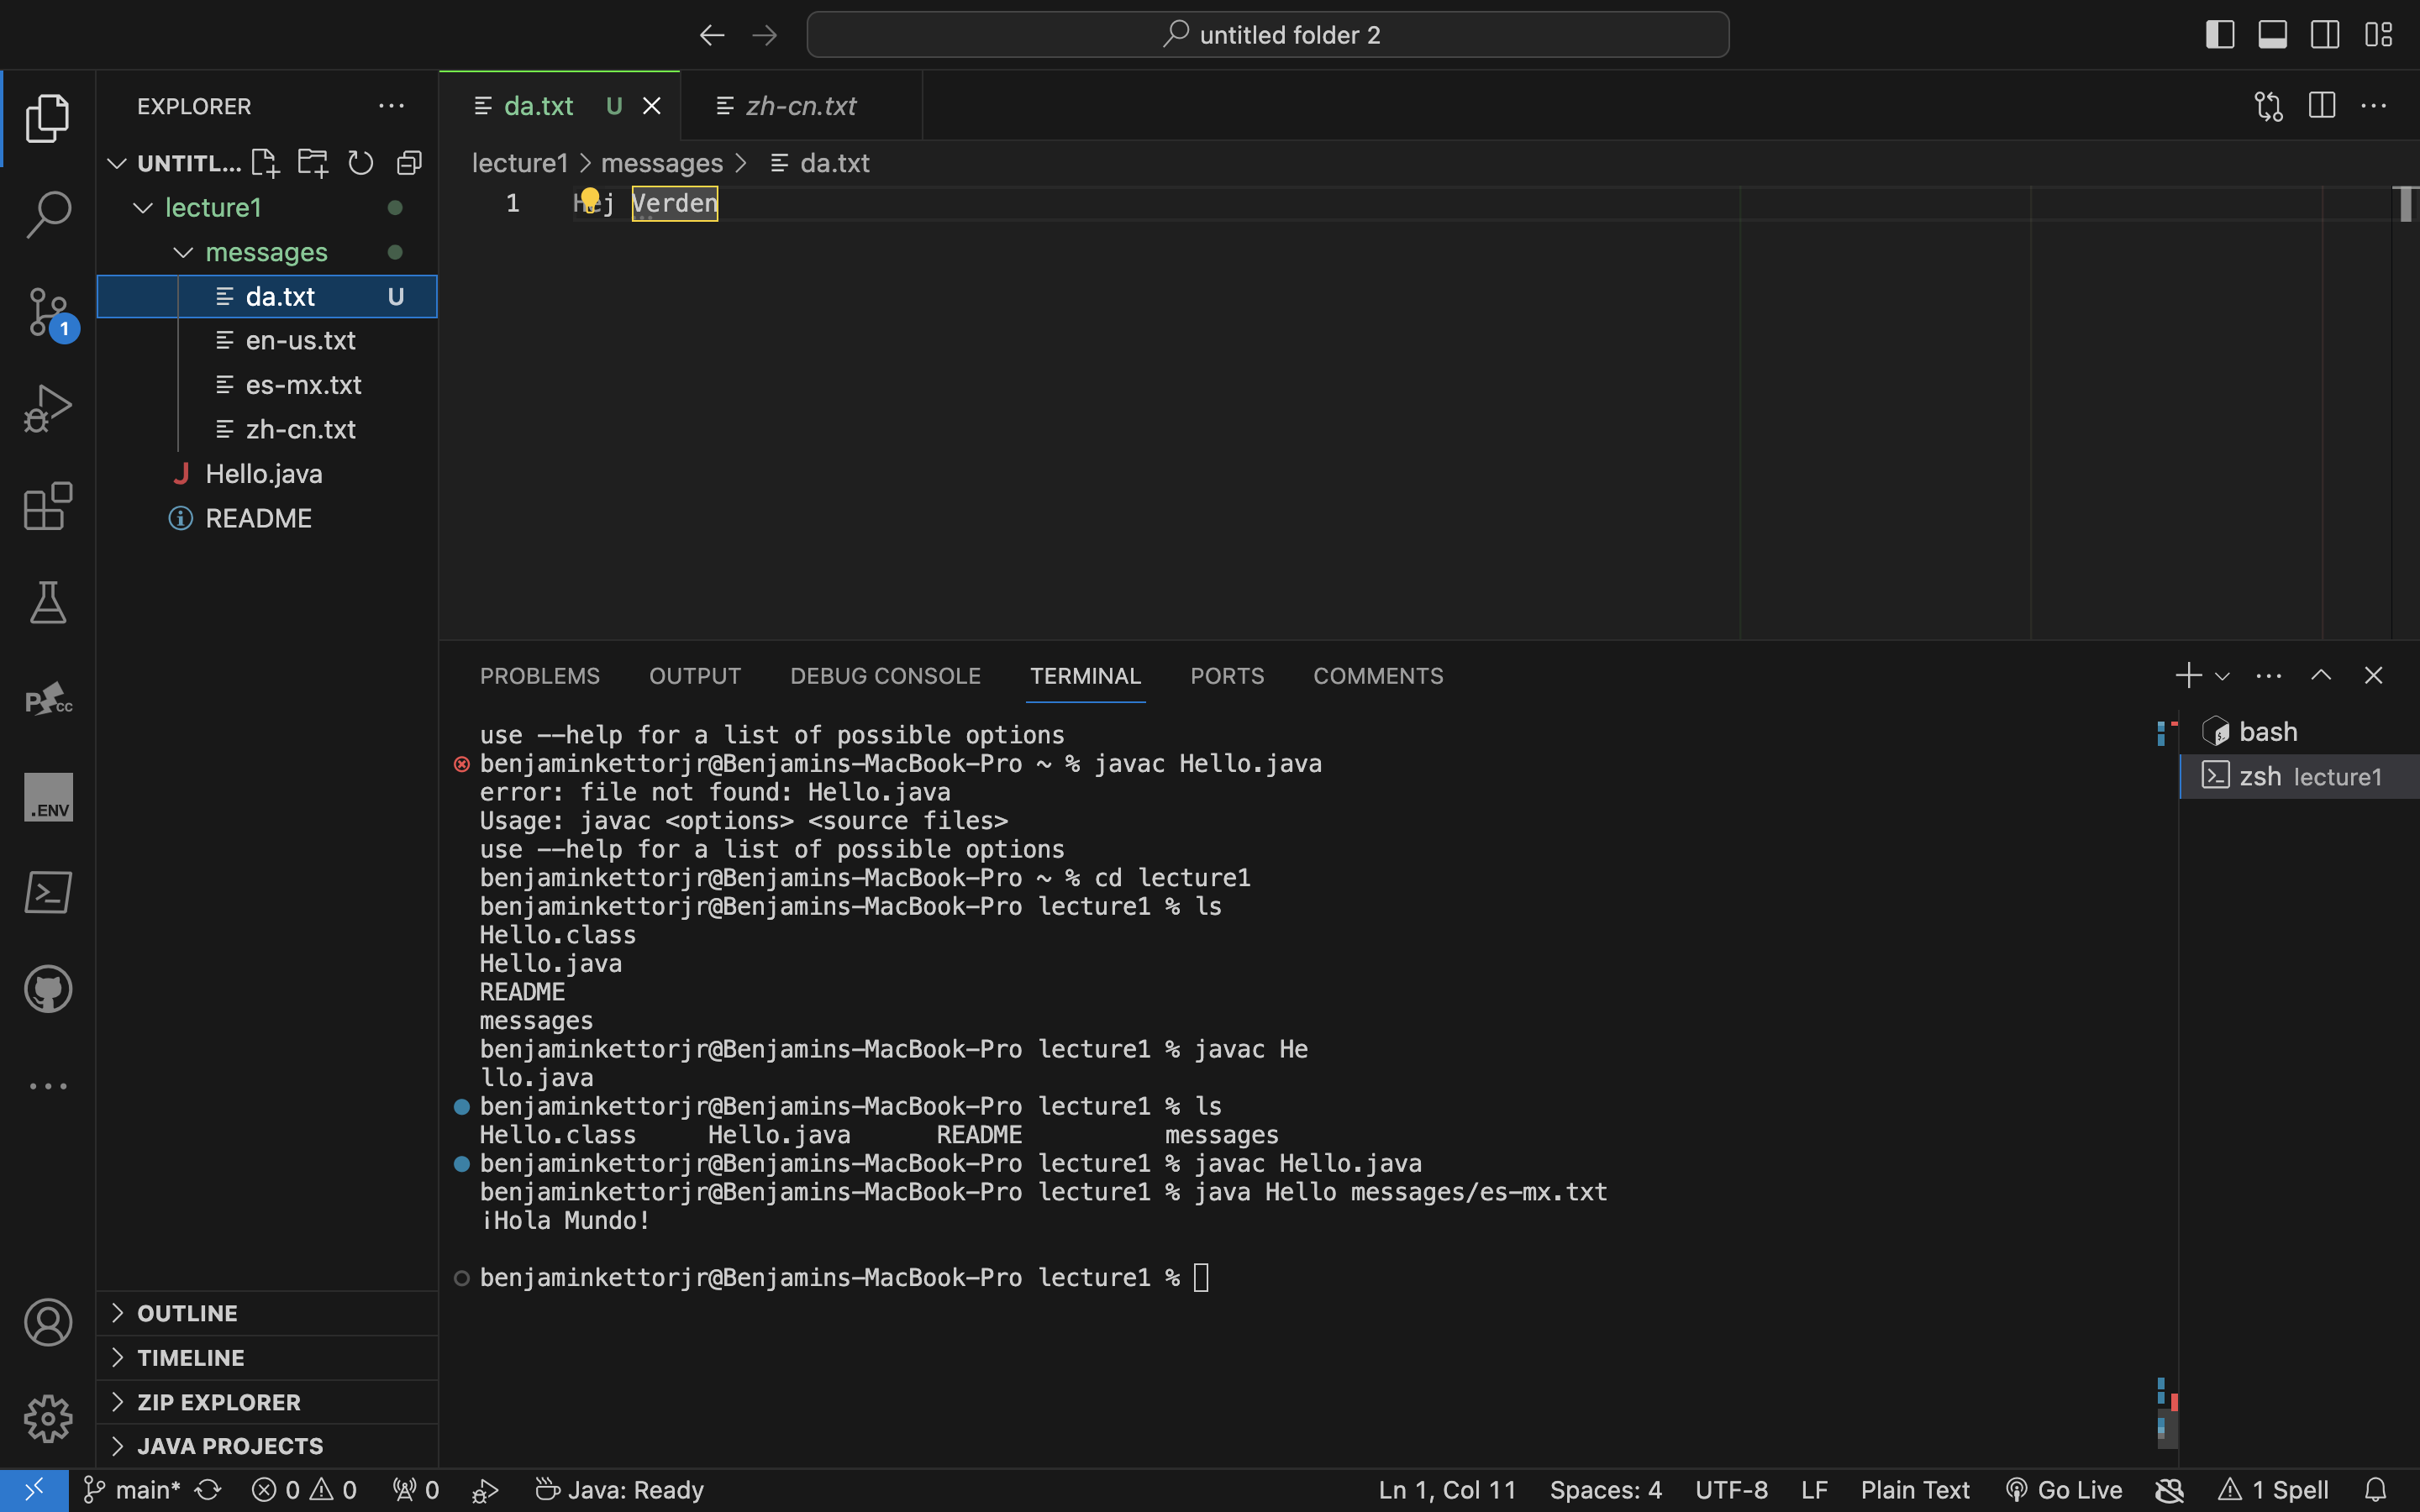 untitled folder 2
EXPLORER
da.txt U
zh-cn.txt
UNTITL...
lecture1 > messages > da.txt
lecture1
1 Hej Verden
messages
da.txt U
en-us.txt
es-mx.txt
zh-cn.txt
J Hello.java
README
1
P cc
.ENV
PROBLEMS OUTPUT DEBUG CONSOLE TERMINAL PORTS COMMENTS
bash
zsh lecture1
use --help for a list of possible options
benjaminkettorjr@Benjamins-MacBook-Pro ~ % javac Hello.java
error: file not found: Hello.java
Usage: javac <options> <source files>
use --help for a list of possible options
benjaminkettorjr@Benjamins-MacBook-Pro ~ % cd lecture1
benjaminkettorjr@Benjamins-MacBook-Pro lecture1 % ls
Hello.class
Hello.java
README
messages
benjaminkettorjr@Benjamins-MacBook-Pro lecture1 % javac He
llo.java
benjaminkettorjr@Benjamins-MacBook-Pro lecture1 % ls
Hello.class Hello.java README messages
benjaminkettorjr@Benjamins-MacBook-Pro lecture1 % javac Hello.java
benjaminkettorjr@Benjamins-MacBook-Pro lecture1 % java Hello messages/es-mx.txt
¡Hola Mundo!
benjaminkettorjr@Benjamins-MacBook-Pro lecture1 %
OUTLINE
TIMELINE
ZIP EXPLORER
JAVA PROJECTS
main* 0 0 0 Java: Ready Ln 1, Col 11 Spaces: 4 UTF-8 LF Plain Text Go Live 1 Spell